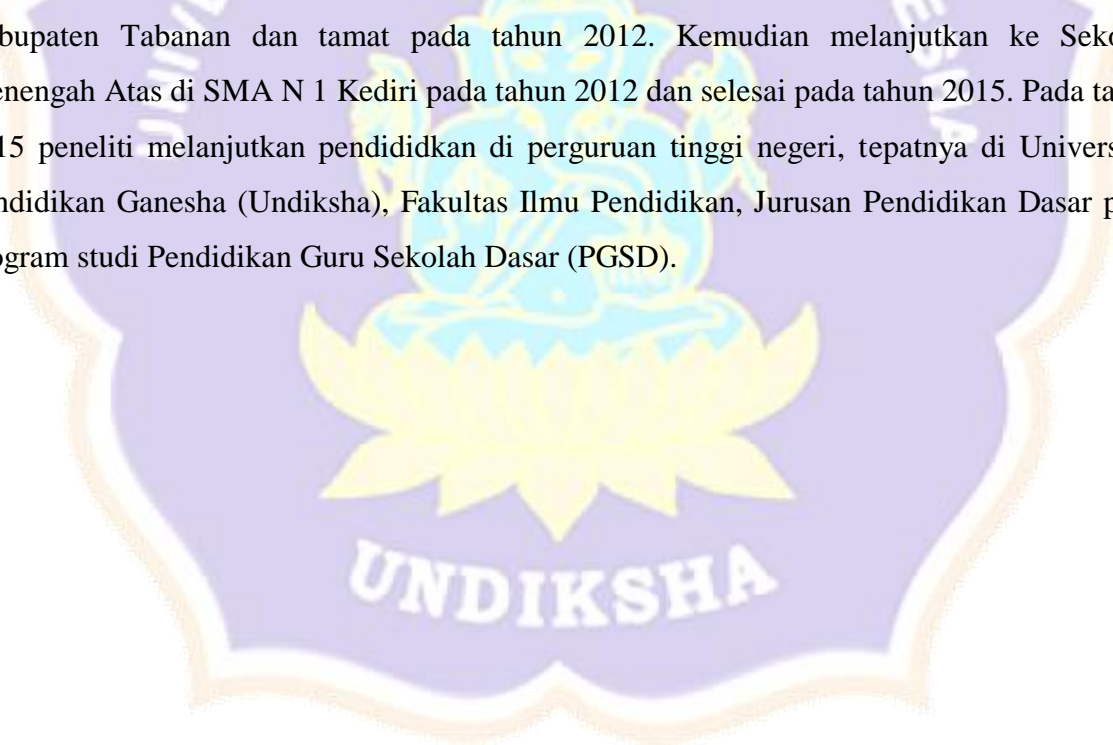 bupaten Tabanan dan tamat pada tahun 2012. Kemudian melanjutkan ke Seko
enengah Atas di SMA N 1 Kediri pada tahun 2012 dan selesai pada tahun 2015. Pada ta
15 peneliti melanjutkan pendididkan di perguruan tinggi negeri, tepatnya di Univers
ndidikan Ganesha (Undiksha), Fakultas Ilmu Pendidikan, Jurusan Pendidikan Dasar p
ogram studi Pendidikan Guru Sekolah Dasar (PGSD).
UNDIKSHA